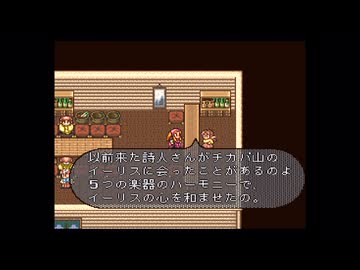 以前来た詩人さんがチカパ山の
イーリスに会ったことがあるのよ
５つの楽器のハーモニーで、
イーリスの心を和ませたの。